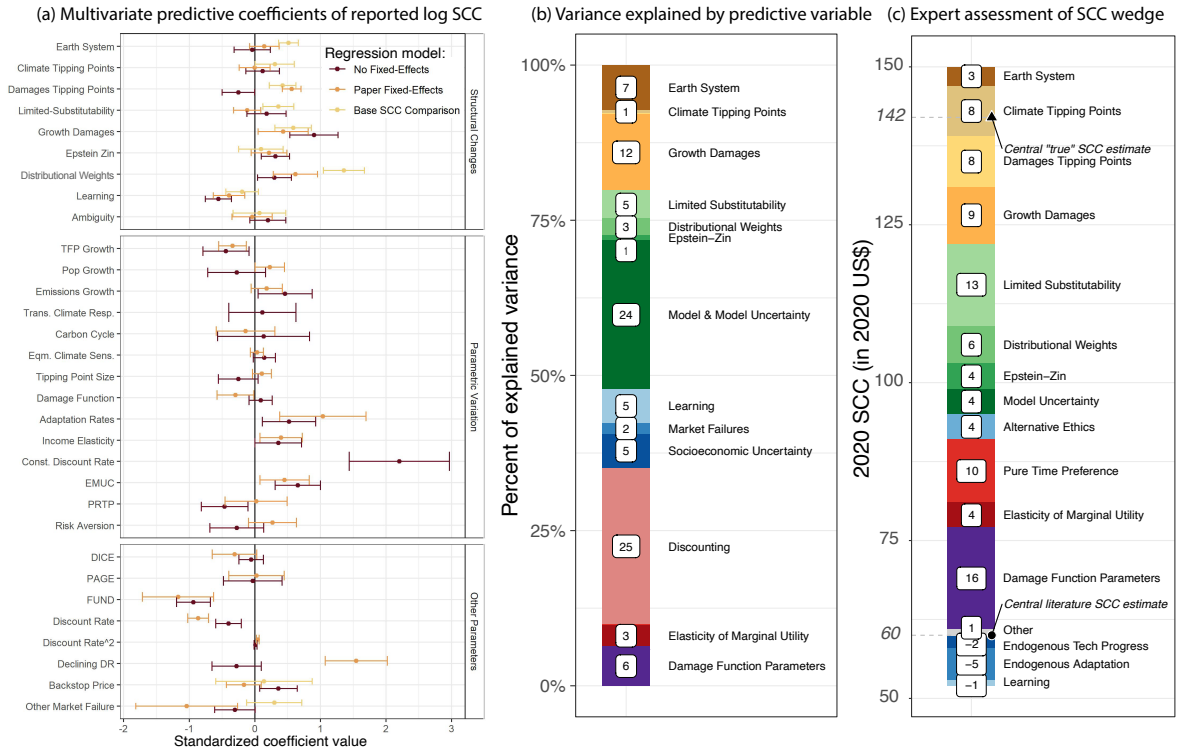 (a) Multivariate predictive coefficients of reported log SCC
Earth System
Climate Tipping Points
Damages Tipping Points
Limited-Substitutability
Growth Damages
Epstein Zin
Distributional Weights
Learning
Ambiguity
Regression model:
No Fixed-Effects
Paper Fixed-Effects
Base SCC Comparison
Structural Changes
TFP Growth
Pop Growth
Emissions Growth
Trans. Climate Resp.
Carbon Cycle
Eqm. Climate Sens.
Tipping Point Size
Damage Function
Adaptation Rates
Income Elasticity
Const. Discount Rate
EMUC
PRTP
Risk Aversion
Parametric Variation
DICE
PAGE
FUND
Discount Rate
Discount Rate^2
Declining DR
Backstop Price
Other Market Failure
Other Parameters
-2 -1 0 1 2 3
Standardized coefficient value
(b) Variance explained by predictive variable
Percent of explained variance
100%
75%
50%
25%
0%
7 Earth System
1 Climate Tipping Points
12 Growth Damages
5 Limited Substitutability
3 Distributional Weights
Epstein−Zin
1
24 Model & Model Uncertainty
5 Learning
2 Market Failures
5 Socioeconomic Uncertainty
25 Discounting
3 Elasticity of Marginal Utility
6 Damage Function Parameters
(c) Expert assessment of SCC wedge
2020 SCC (in 2020 US$)
150
142
125
100
75
60
50
3 Earth System
8 Climate Tipping Points
Central "true" SCC estimate
8 Damages Tipping Points
9 Growth Damages
13 Limited Substitutability
6 Distributional Weights
4 Epstein−Zin
4 Model Uncertainty
4 Alternative Ethics
10 Pure Time Preference
4 Elasticity of Marginal Utility
16 Damage Function Parameters
Central literature SCC estimate
1 Other
−2 Endogenous Tech Progress
−5 Endogenous Adaptation
−1 Learning